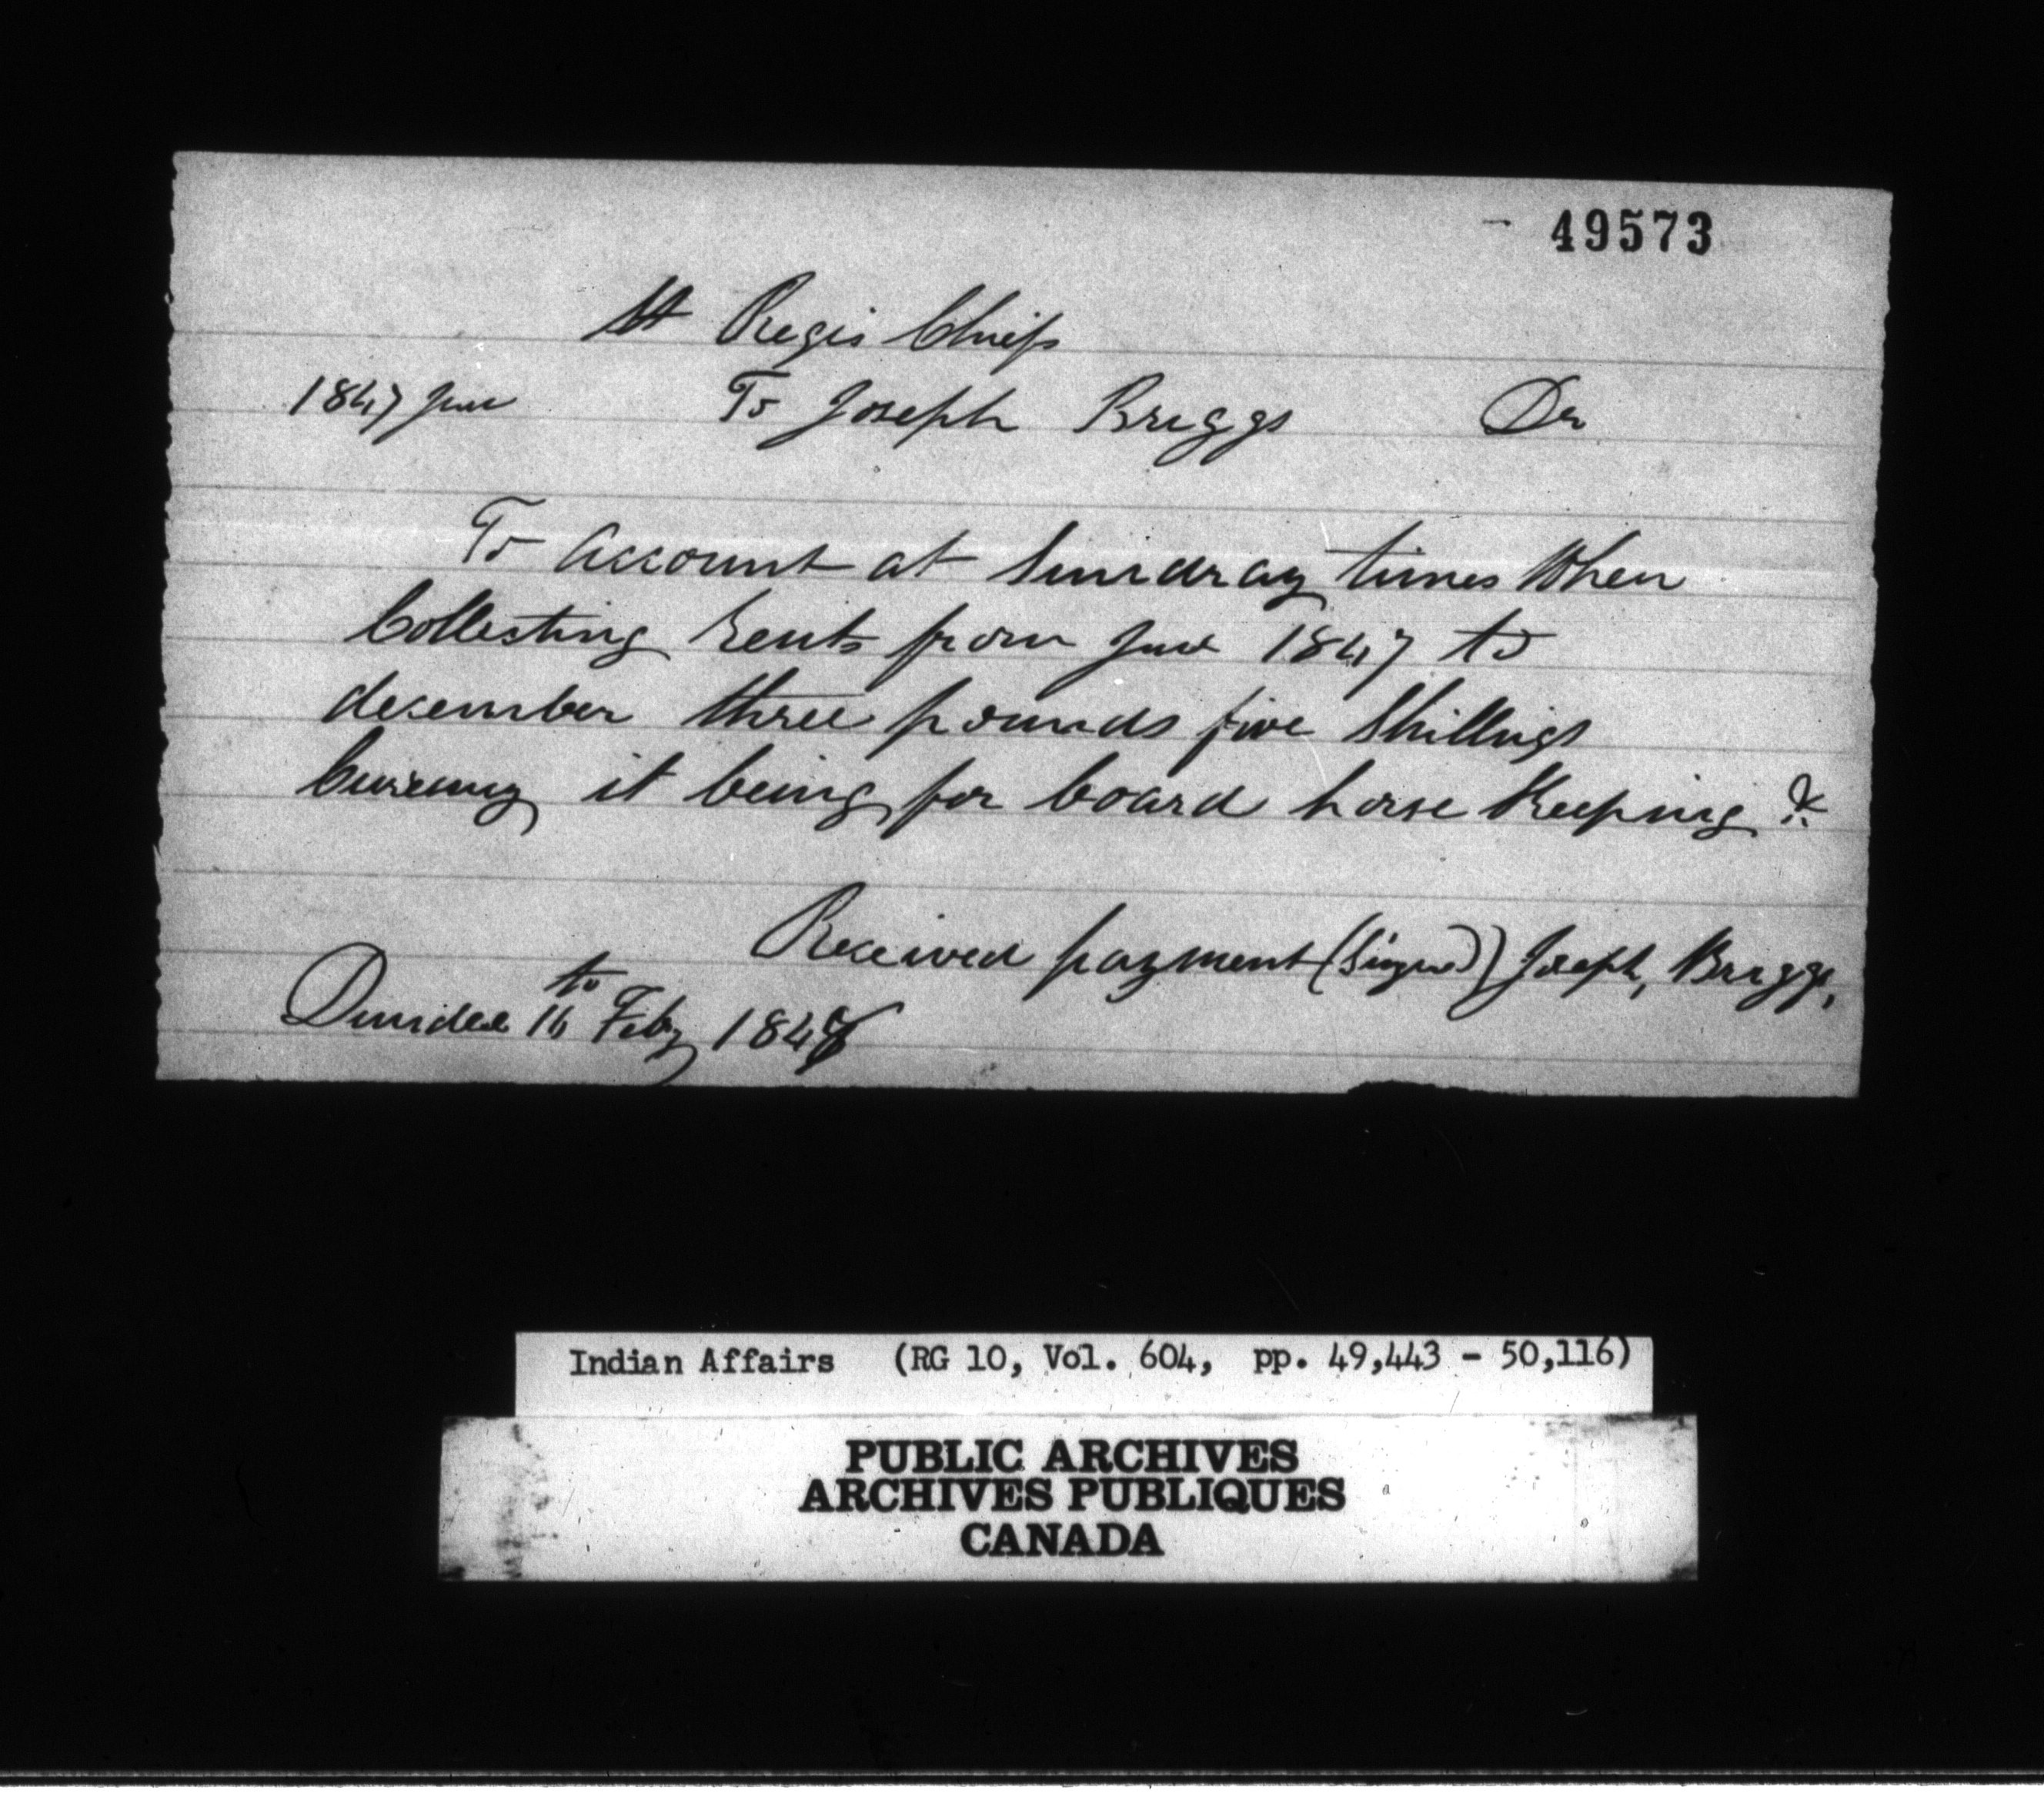 49573
St Regis Chiefs
1847 June To Joseph Briggs Dr
To account at Sundray times When
Collecting Rents from June 1847 to
december three pounds five Shillings
Currency it being for board horse Keeping &.
Received payment (Signed) Joseph, Briggs,
Dundee 16th Feby 1848
Indian Affairs (RG 10, Vol. 604, pp. 49,443 - 50,116)
PUBLIC ARCHIVES
ARCHIVES PUBLIQUES
CANADA